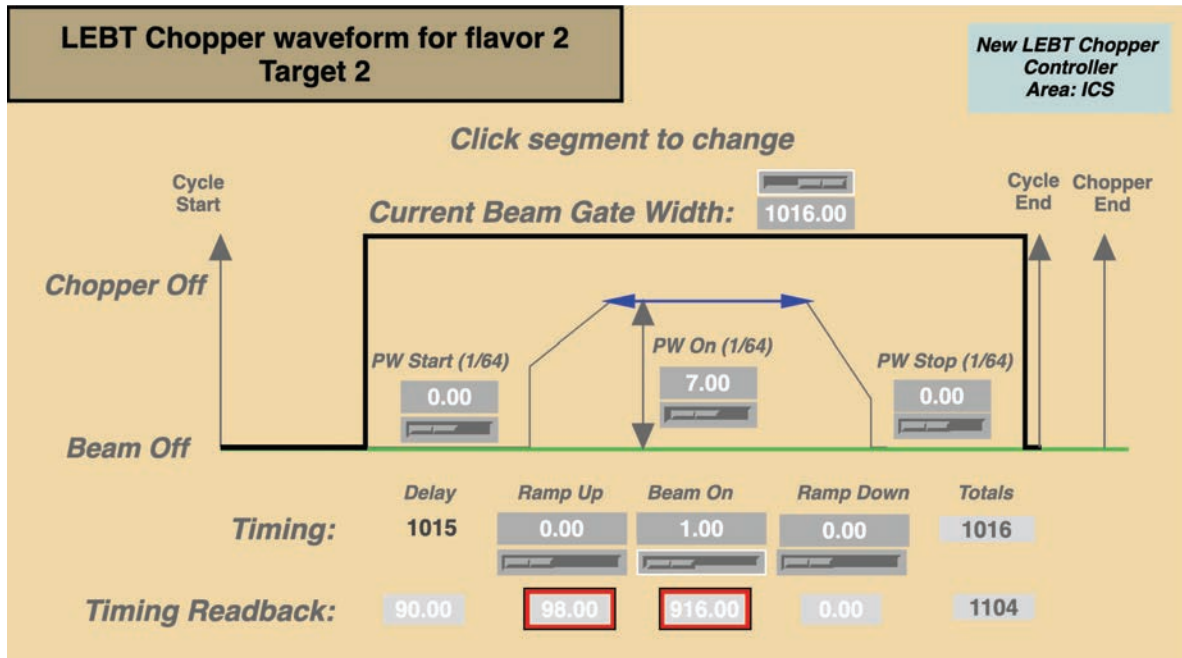 LEBT Chopper waveform for flavor 2
Target 2
New LEBT Chopper
Controller
Area: ICS
Click segment to change
Cycle
Start
Current Beam Gate Width:
1016.00
Cycle
End
Chopper
End
Chopper Off
PW Start (1/64)
0.00
PW On (1/64)
7.00
PW Stop (1/64)
0.00
Beam Off
Delay Ramp Up Beam On Ramp Down Totals
Timing: 1015 0.00 1.00 0.00 1016
Timing Readback: 90.00 98.00 916.00 0.00 1104